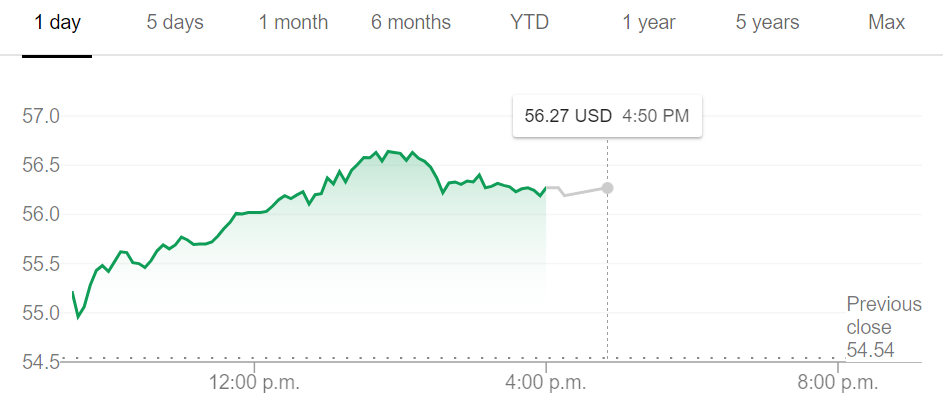 1 day 5 days 1 month 6 months YTD 1 year 5 years Max
57.0
56.27 USD 4:50 PM
56.5
56.0
55.5
55.0
Previous
close
54.54
54.5
12:00 p.m. 4:00 p.m. 8:00 p.m.